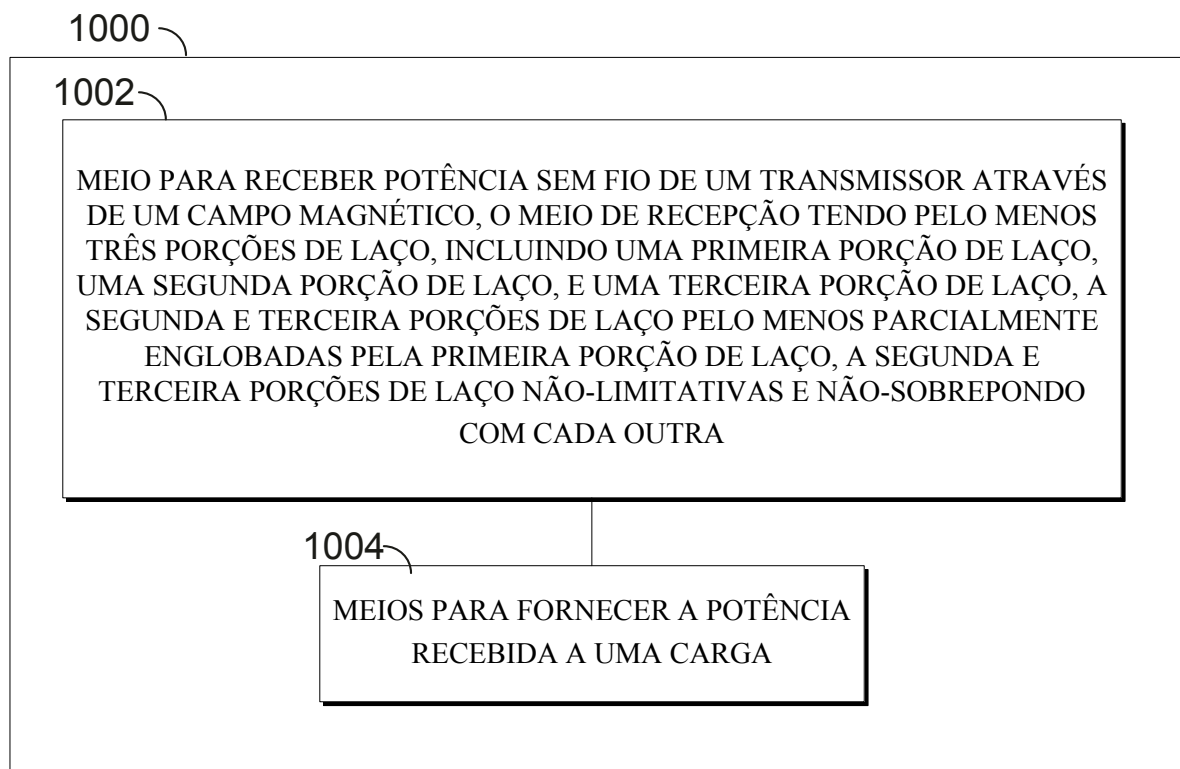 1000
1002
MEIO PARA RECEBER POTÊNCIA SEM FIO DE UM TRANSMISSOR ATRAVÉS
DE UM CAMPO MAGNÉTICO, O MEIO DE RECEPÇÃO TENDO PELO MENOS
TRÊS PORÇÕES DE LAÇO, INCLUINDO UMA PRIMEIRA PORÇÃO DE LAÇO,
UMA SEGUNDA PORÇÃO DE LAÇO, E UMA TERCEIRA PORÇÃO DE LAÇO, A
SEGUNDA E TERCEIRA PORÇÕES DE LAÇO PELO MENOS PARCIALMENTE
ENGLOBADAS PELA PRIMEIRA PORÇÃO DE LAÇO, A SEGUNDA E
TERCEIRA PORÇÕES DE LAÇO NÃO-LIMITATIVAS E NÃO-SOBREPONDO
COM CADA OUTRA
1004
MEIOS PARA FORNECER A POTÊNCIA
RECEBIDA A UMA CARGA